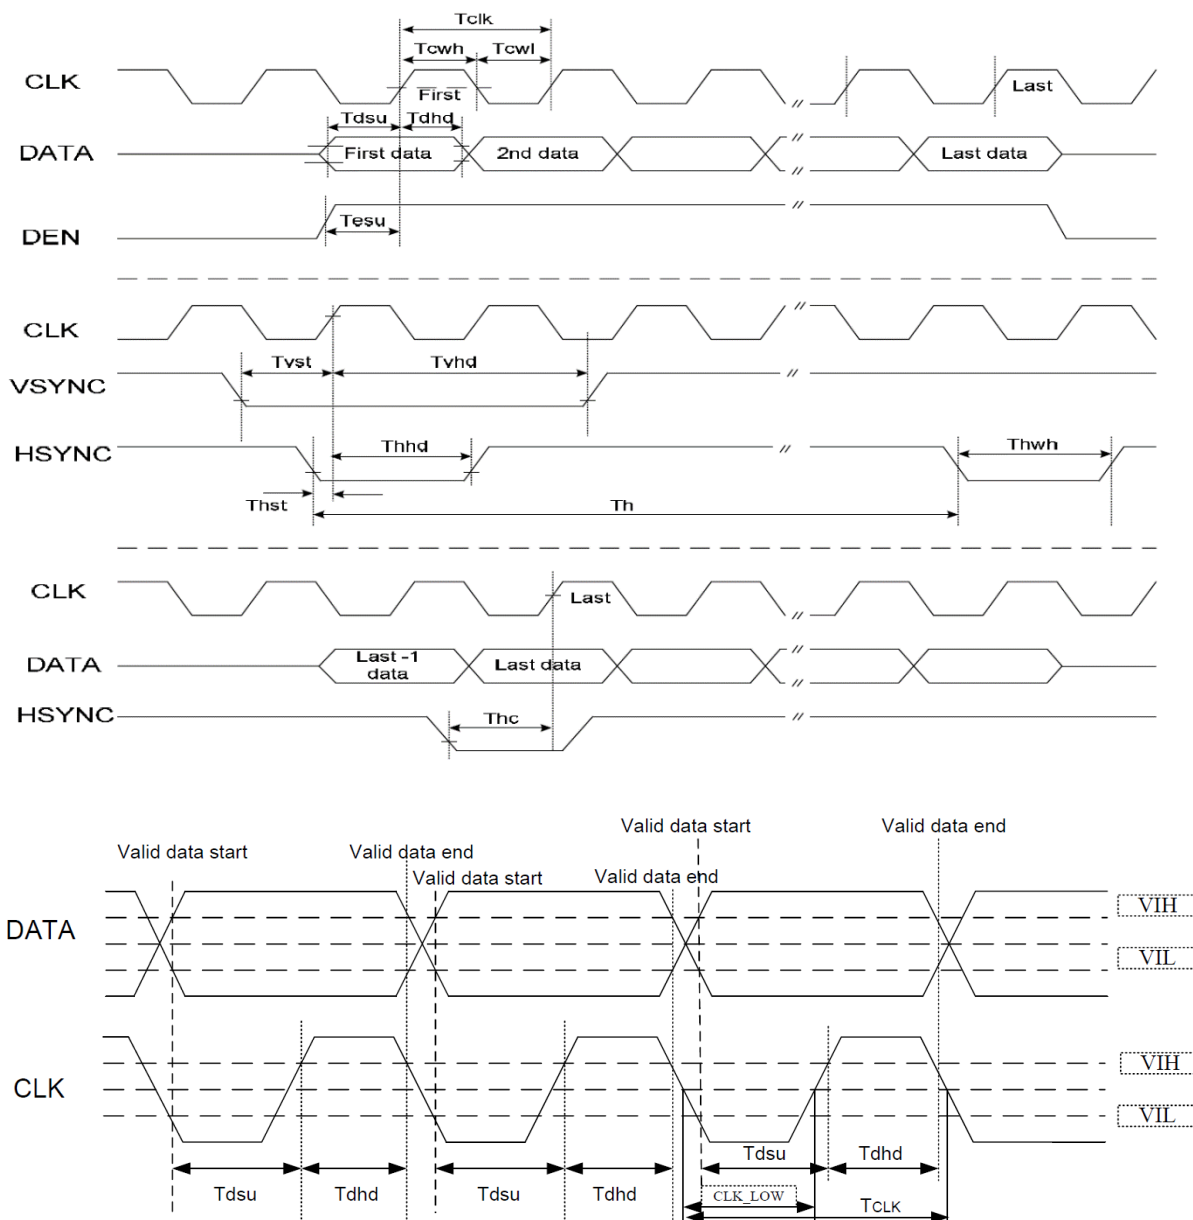 Tclk
Tcwh Tcwl
CLK
First
Last
Tdsu Tdhd
DATA
First data
2nd data
Last data
DEN
Tesu
CLK
Tvst
Tvhd
VSYNC
HSYNC
Thhd
Thwh
Thst
Th
CLK
Last
DATA
Last -1
data
Last data
HSYNC
Thc
Valid data start
Valid data end
Valid data start
Valid data end
Valid data start
Valid data end
DATA
VIH
VIL
CLK
VIH
VIL
Tdsu
Tdhd
Tdsu
Tdhd
Tdsu
Tdhd
CLK_LOW
TCLK